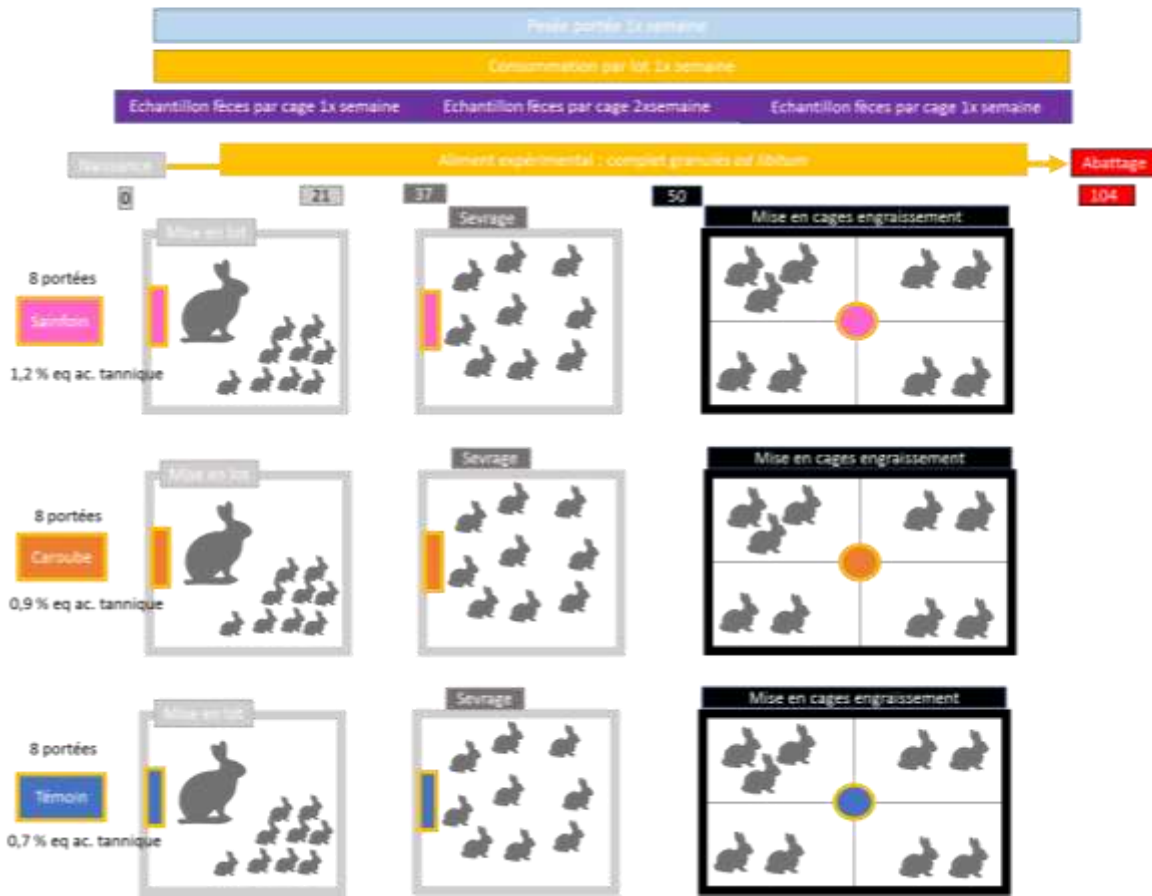 Pesée portée 1x semaine
Consommation par lot 1x semaine
Echantillon fèces par cage 1x semaine
Echantillon fèces par cage 2xsemaine
Echantillon fèces par cage 1x semaine
Naissance
Aliment expérimental : complet granulés ad libitum
Abattage
0
21
37
50
104
Mise en lot
Sevrage
Mise en cages engraissement
8 portées
Sainfoin
1,2 % eq ac. tannique
Mise en lot
Sevrage
Mise en cages engraissement
8 portées
Caroube
0,9 % eq ac. tannique
Mise en lot
Sevrage
Mise en cages engraissement
8 portées
Témoin
0,7 % eq ac. tannique